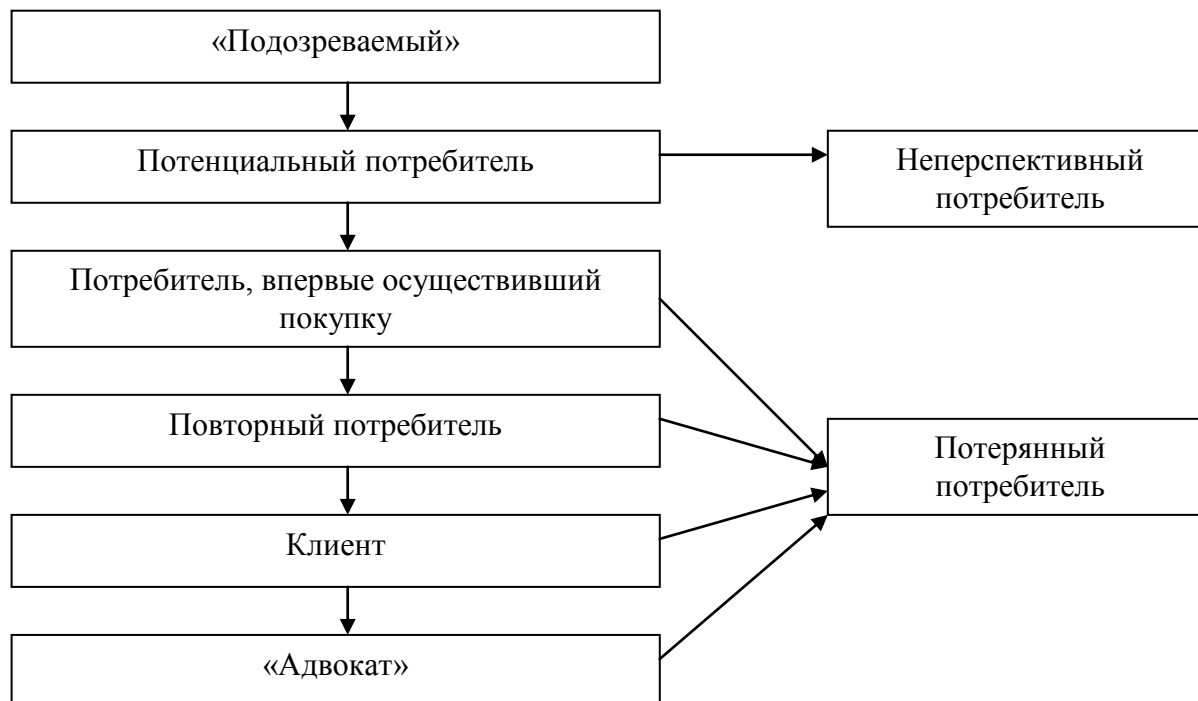 «Подозреваемый»
Потенциальный потребитель
Неперспективный
потребитель
Потребитель, впервые осуществивший
покупку
Повторный потребитель
Потерянный
потребитель
Клиент
«Адвокат»